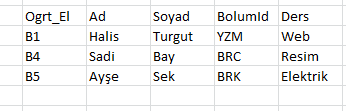 Ogrt_El Ad Soyad BolumId Ders
B1 Halis Turgut YZM Web
B4 Sadi Bay BRC Resim
B5 Ayşe Sek BRK Elektrik